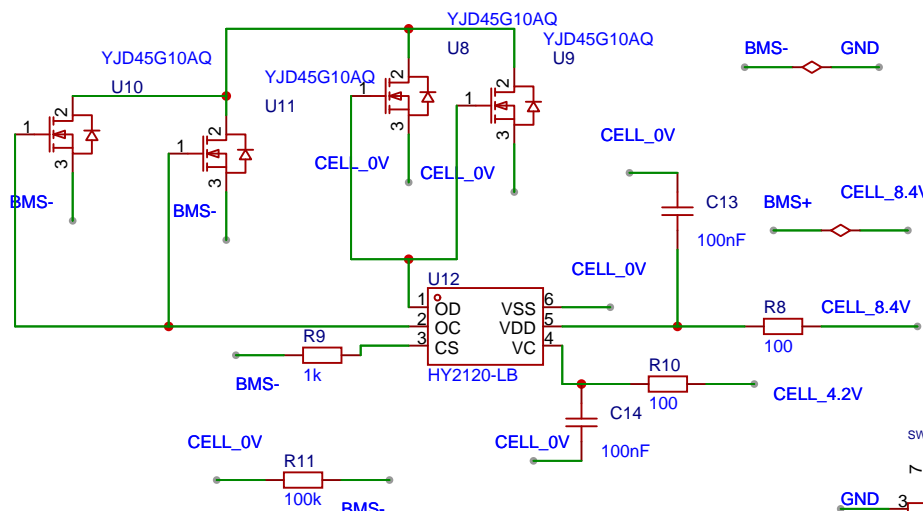 YJD45G10AQ
U8
YJD45G10AQ
U9
YJD45G10AQ
U10
YJD45G10AQ
U11
BMS-
GND
2
1
3
2
1
3
2
1
3
2
1
3
CELL_0V
CELL_0V
CELL_0V
BMS-
BMS-
C13
100nF
BMS+
CELL_8.4V
CELL_0V
U12
1
OD
VSS
6
2
OC
VDD
5
3
CS
VC
4
HY2120-LB
R8
100
CELL_8.4V
R9
1k
BMS-
R10
100
CELL_4.2V
C14
100nF
CELL_0V
CELL_0V
R11
100k
BMS-
SW
7
GND
3